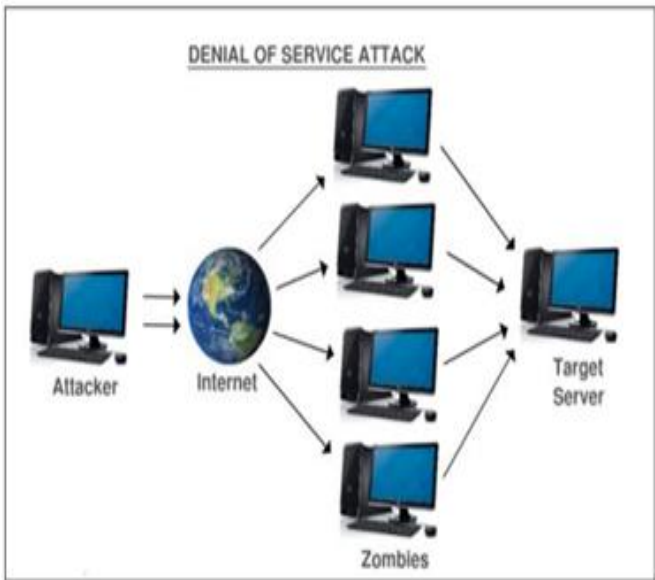 DENIAL OF SERVICE ATTACK
Attacker
Internet
Target
Server
Zombies